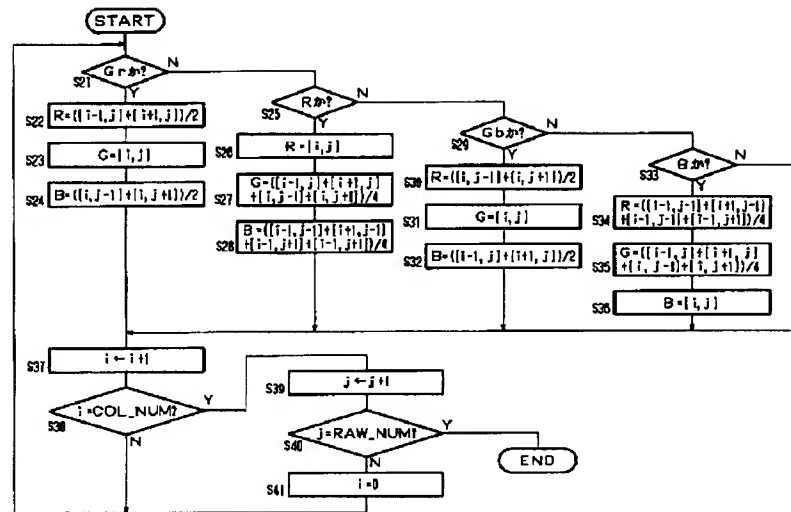 START
Grか?
N
S21
Y
S22
R=([i-1,j]+[i+1,j])/2
S23
G=[i,j]
S24
B=([i,j-1]+[i,j+1])/2
Rか?
N
S25
Y
S26
R=[i,j]
S27
G=([i-1,j]+[i+1,j]
+[i,j-1]+[i,j+1])/4
S28
B=([i-1,j-1]+[i+1,j-1]
+[i-1,j+1]+[i-1,j+1])/4
Gbか?
N
S29
Y
S30
R=([i,j-1]+[i,j+1])/2
S31
G=[i,j]
S32
B=([i-1,j]+[i+1,j])/2
Bか?
N
S33
Y
S34
R=([i-1,j-1]+[i+1,j-1]
+[i-1,j-1]+[i-1,j+1])/4
S35
G=([i-1,j]+[i+1,j]
+[i,j-1]+[i,j+1])/4
S36
B=[i,j]
S37
i←i+1
S38
i=COL_NUM?
Y
N
S39
j←j+1
S40
j=RAW_NUM?
Y
N
S41
i=0
END